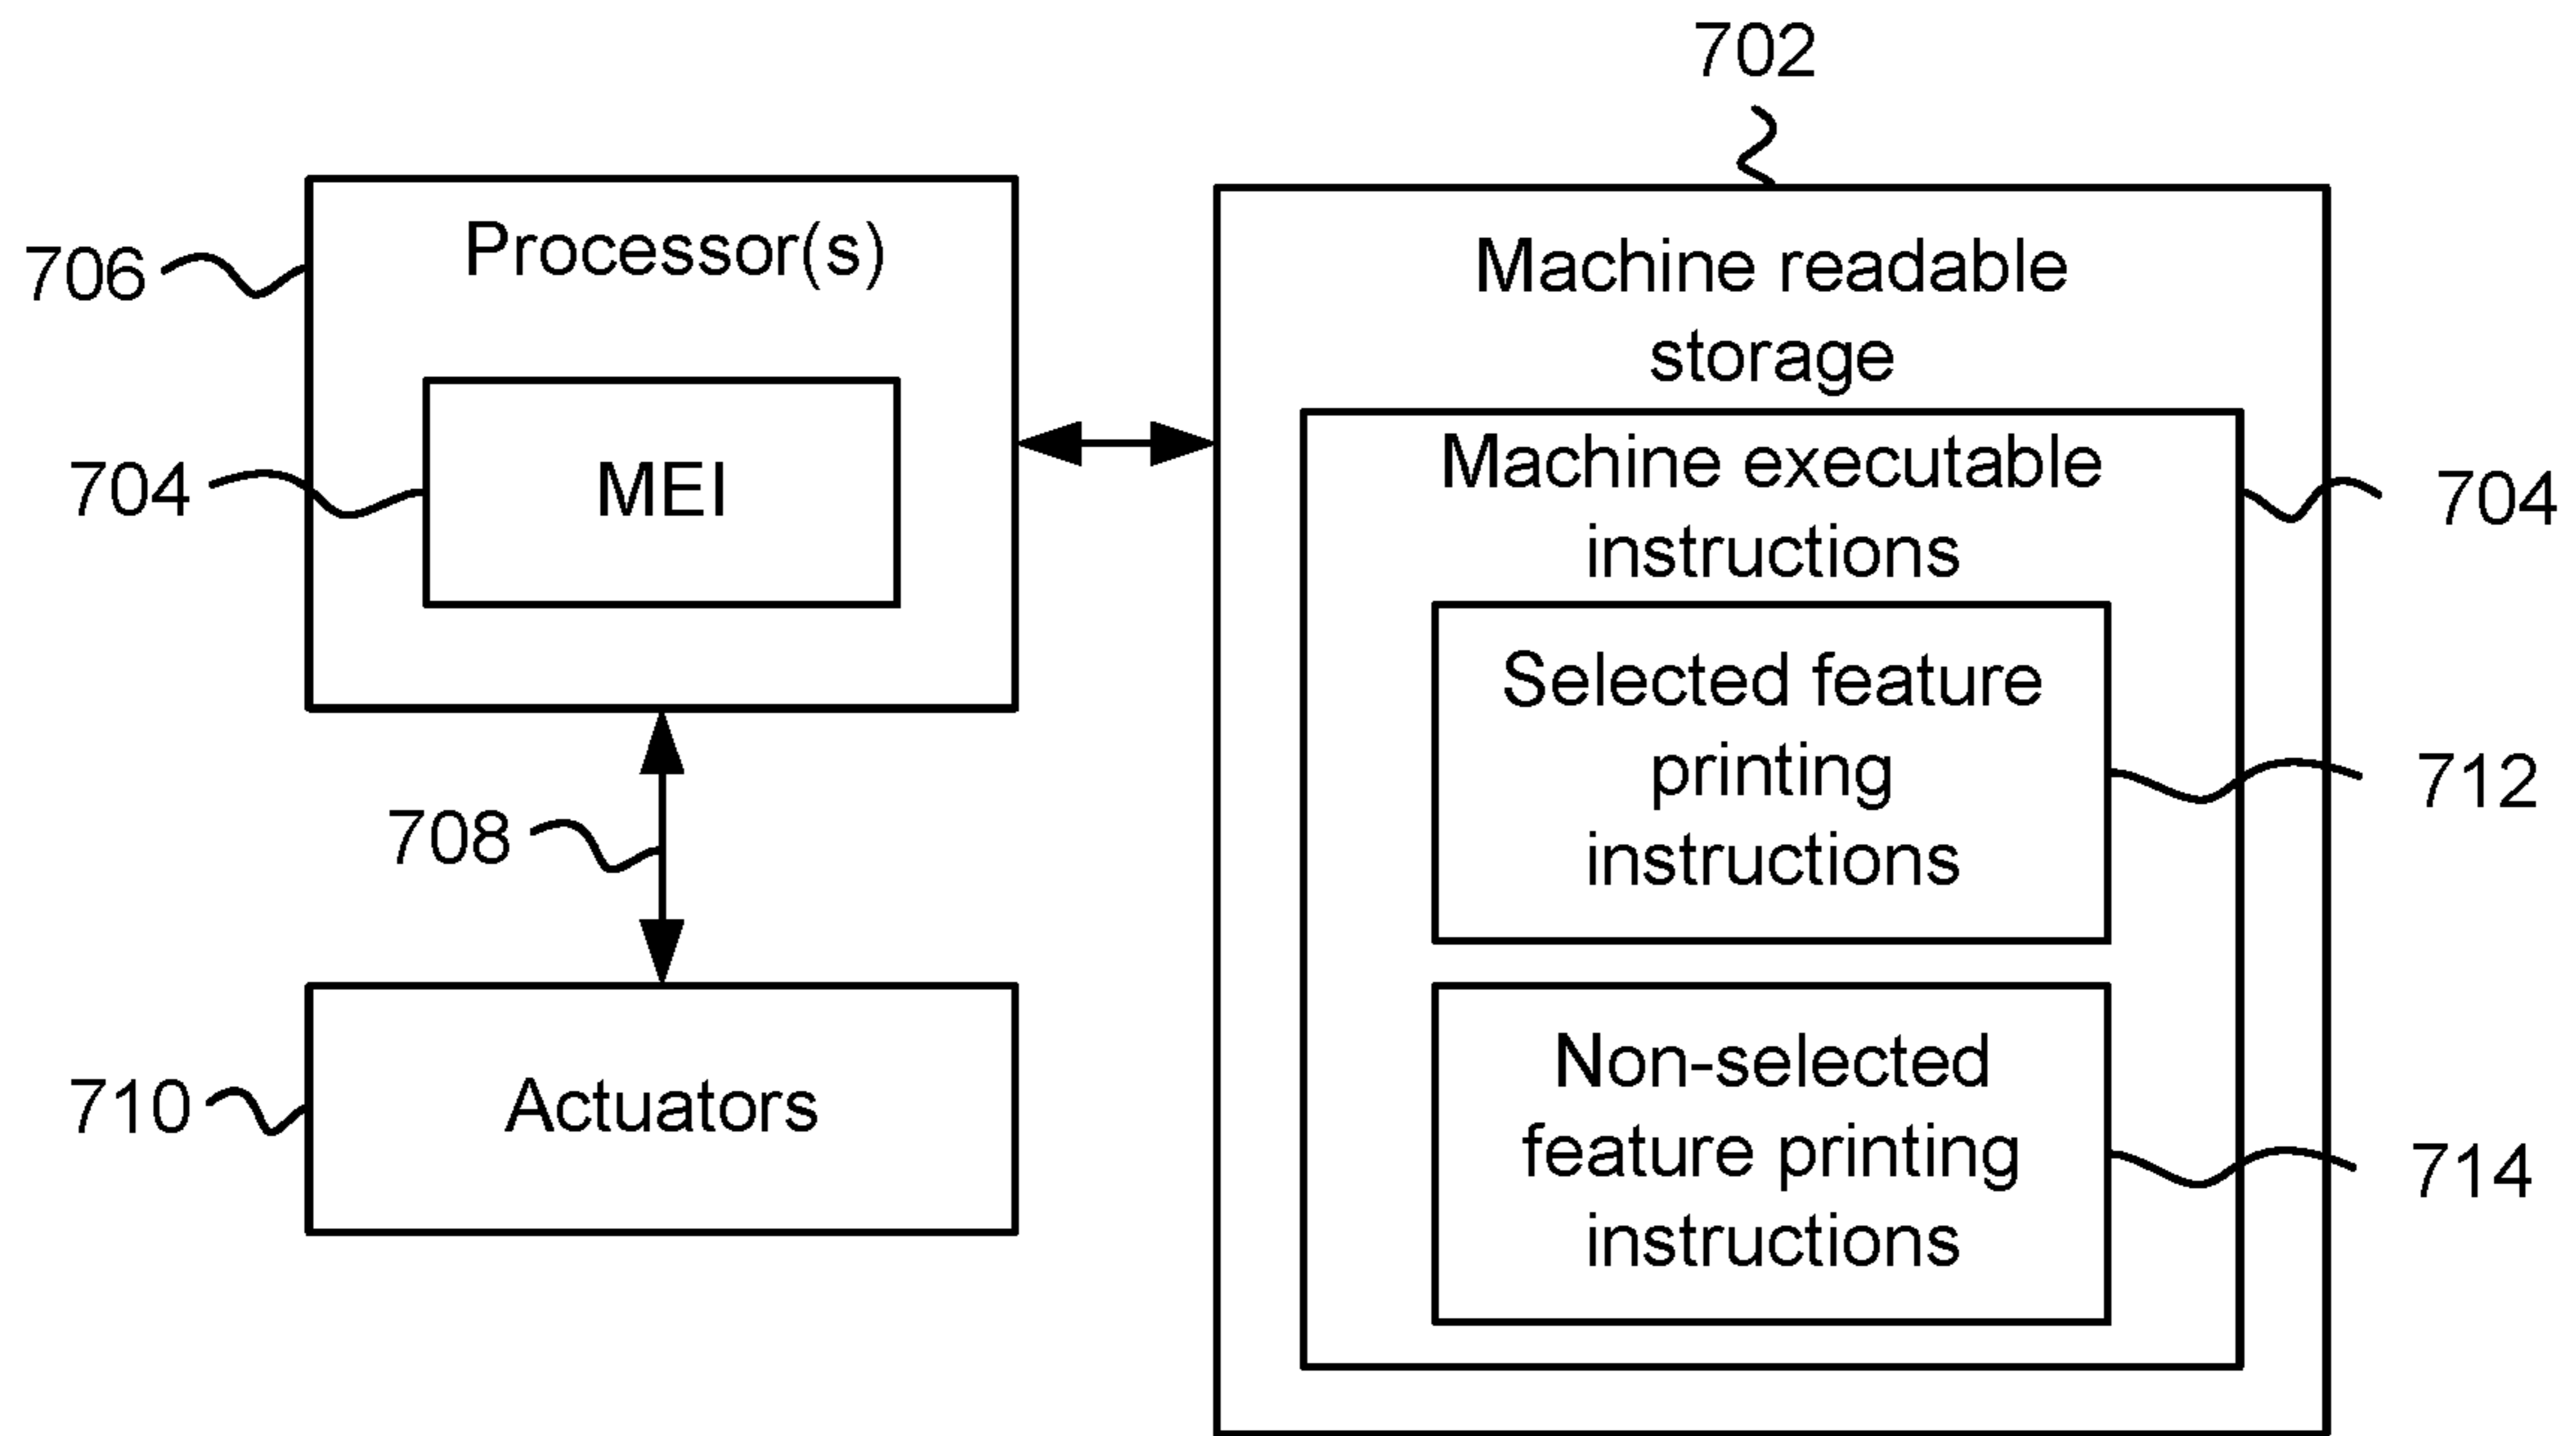 702
706
Processor(s)
704
MEI
708
710
Actuators
Machine readable
storage
Machine executable
instructions
704
Selected feature
printing
instructions
712
Non-selected
feature printing
instructions
714